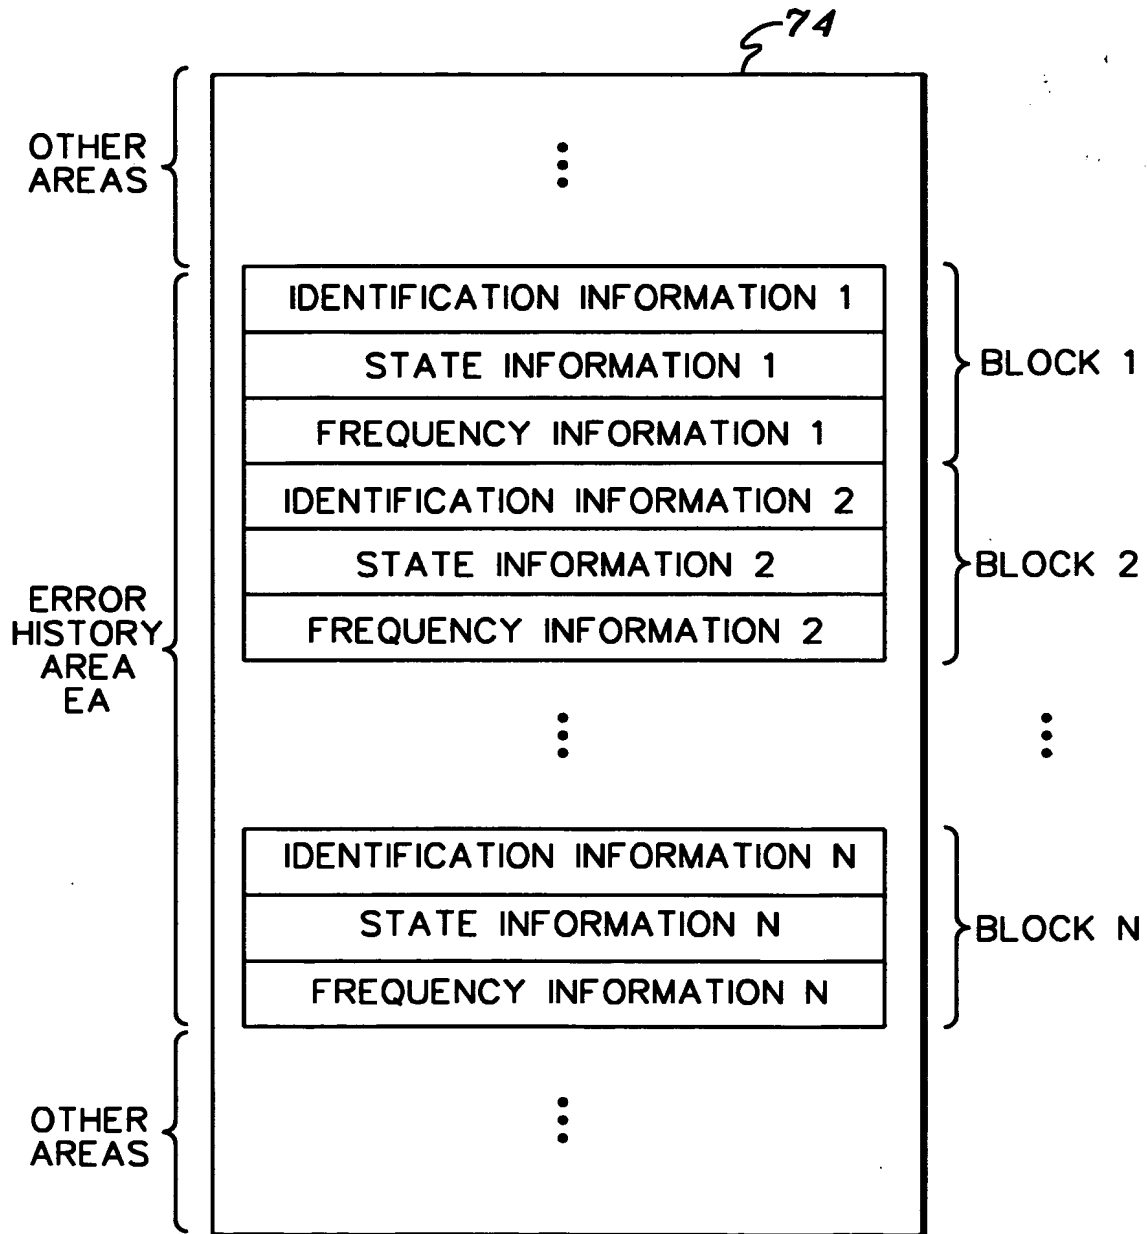 74
OTHER
AREAS
IDENTIFICATION INFORMATION 1
STATE INFORMATION 1
FREQUENCY INFORMATION 1
BLOCK 1
IDENTIFICATION INFORMATION 2
STATE INFORMATION 2
FREQUENCY INFORMATION 2
BLOCK 2
ERROR
HISTORY
AREA
EA
IDENTIFICATION INFORMATION N
STATE INFORMATION N
FREQUENCY INFORMATION N
BLOCK N
OTHER
AREAS